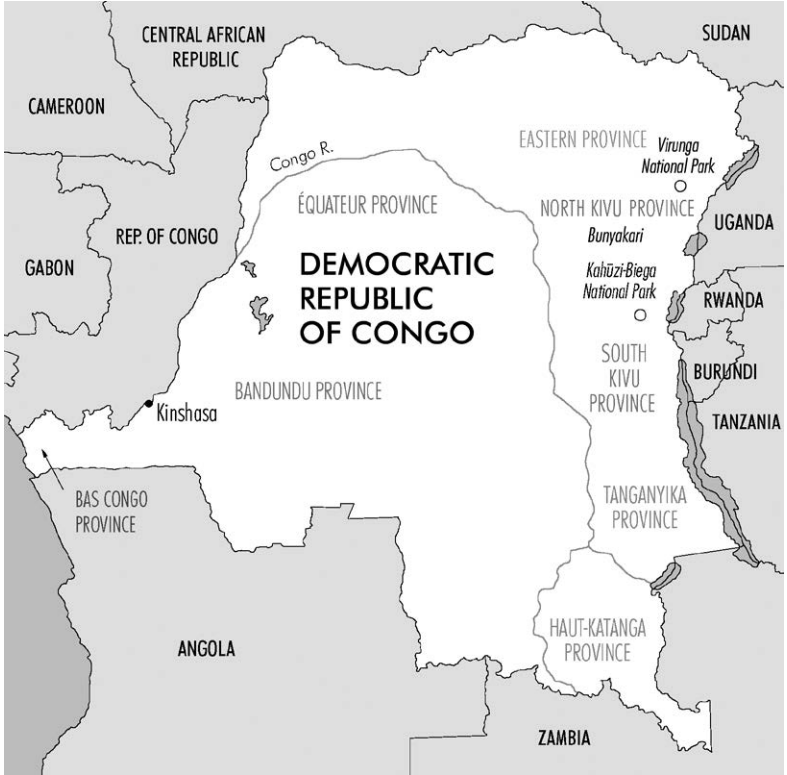 CENTRAL AFRICAN
REPUBLIC
SUDAN
CAMEROON
Congo R.
EASTERN PROVINCE
Virunga
National Park
ÉQUATEUR PROVINCE
NORTH KIVU PROVINCE
UGANDA
REP. OF CONGO
Bunyakari
GABON
DEMOCRATIC
REPUBLIC
OF CONGO
Kahūzi-Biega
National Park
RWANDA
SOUTH
KIVU
PROVINCE
BURUNDI
BANDUNDU PROVINCE
Kinshasa
TANZANIA
BAS CONGO
PROVINCE
TANGANYIKA
PROVINCE
HAUT-KATANGA
PROVINCE
ANGOLA
ZAMBIA